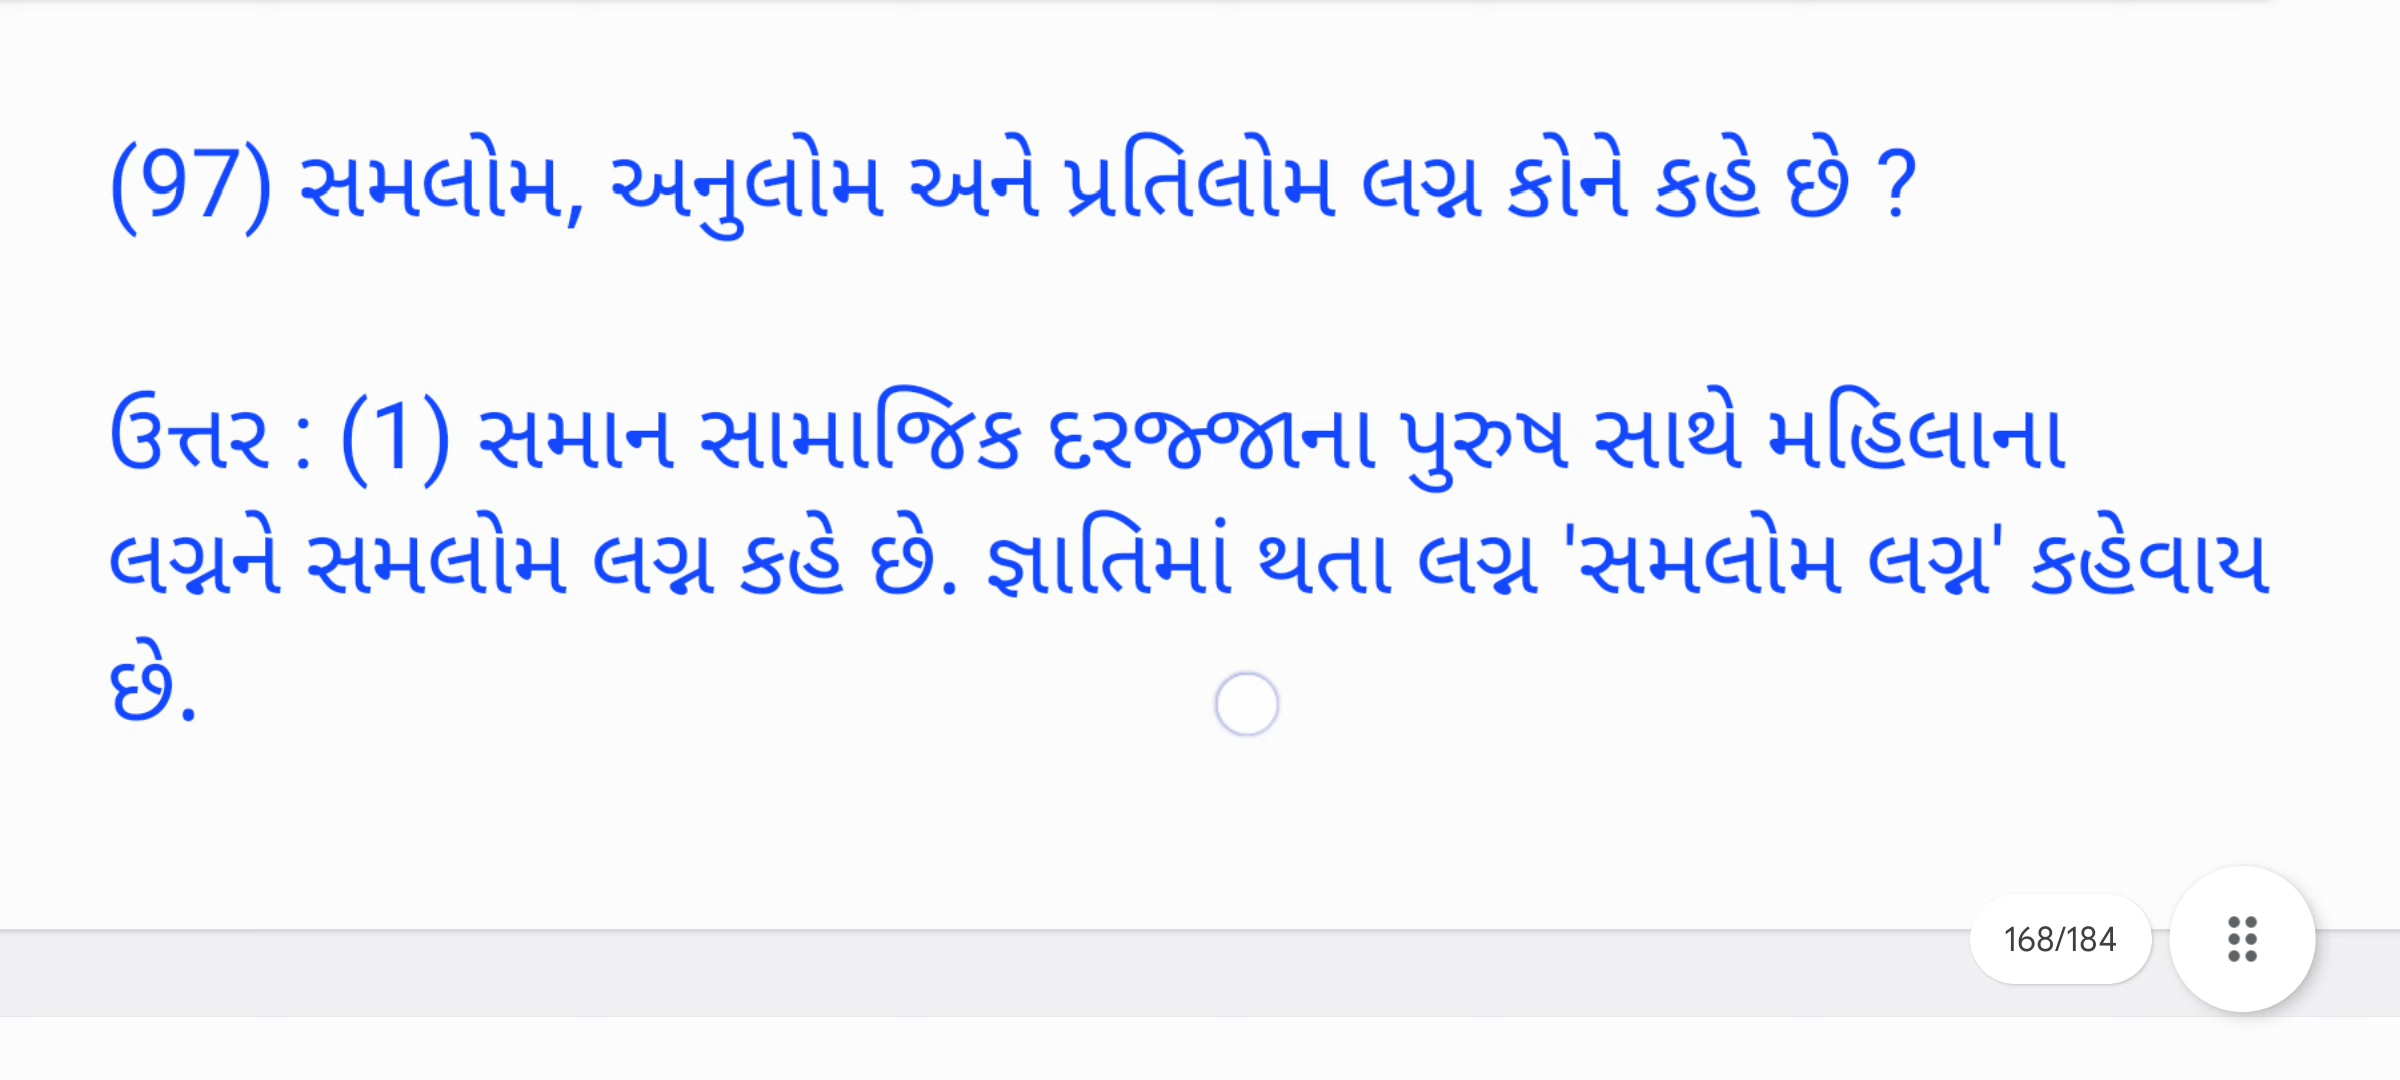 (97) સમલોમ, અનુલોમ અને પ્રતિલોમ લગ્ન કોને કહે છે ?
ઉત્તર : (1) સમાન સામાજિક દરજ્જાના પુરુષ સાથે મહિલાના
લગ્નને સમલોમ લગ્ન કહે છે. જ્ઞાતિમાં થતા લગ્ન 'સમલોમ લગ્ન' કહેવાય
છે.
168/184